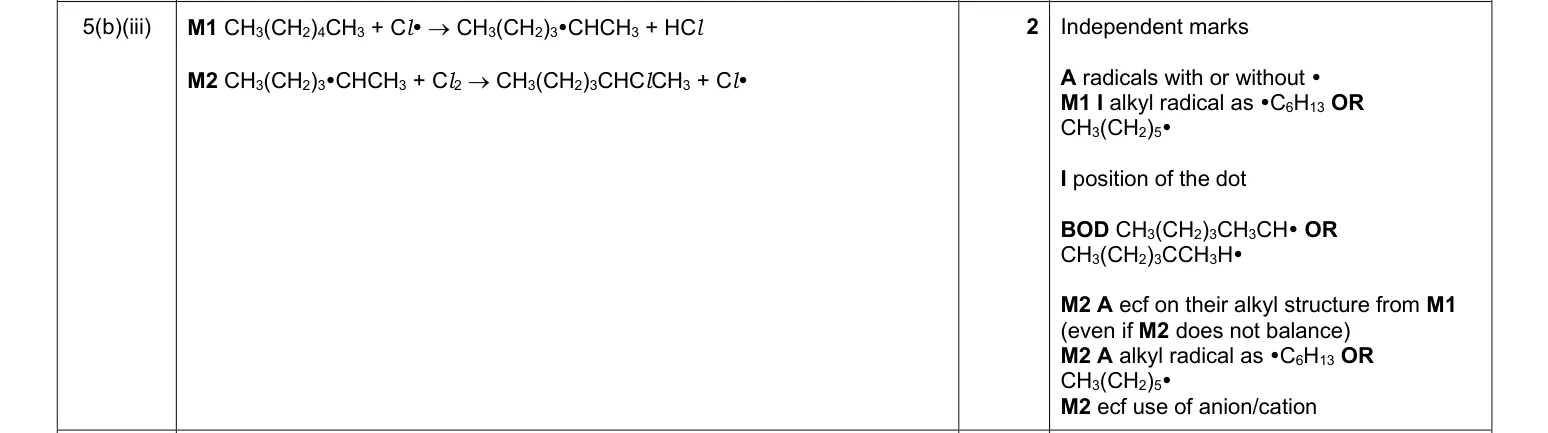 5(b)(iii)
M1 CH₃(CH₂)₄CH₃ + Cl• → CH₃(CH₂)₃•CHCH₃ + HCl
M2 CH₃(CH₂)₃•CHCH₃ + Cl₂ → CH₃(CH₂)₃CHClCH₃ + Cl•
2
Independent marks
A radicals with or without •
M1 I alkyl radical as •C₆H₁₃ OR
CH₃(CH₂)₅•
I position of the dot
BOD CH₃(CH₂)₃CH₃CH• OR
CH₃(CH₂)₃CCH₃H•
M2 A ecf on their alkyl structure from M1
(even if M2 does not balance)
M2 A alkyl radical as •C₆H₁₃ OR
CH₃(CH₂)₅•
M2 ecf use of anion/cation